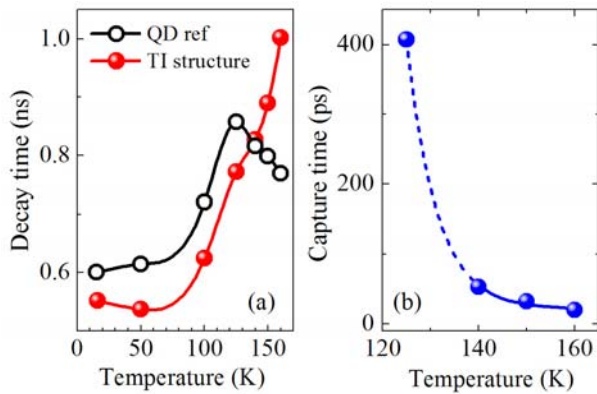 1.0
0.8
0.6
Decay time (ns)
QD ref
TI structure
(a)
0
50
100
150
Temperature (K)
400
200
0
Capture time (ps)
(b)
120
140
160
Temperature (K)